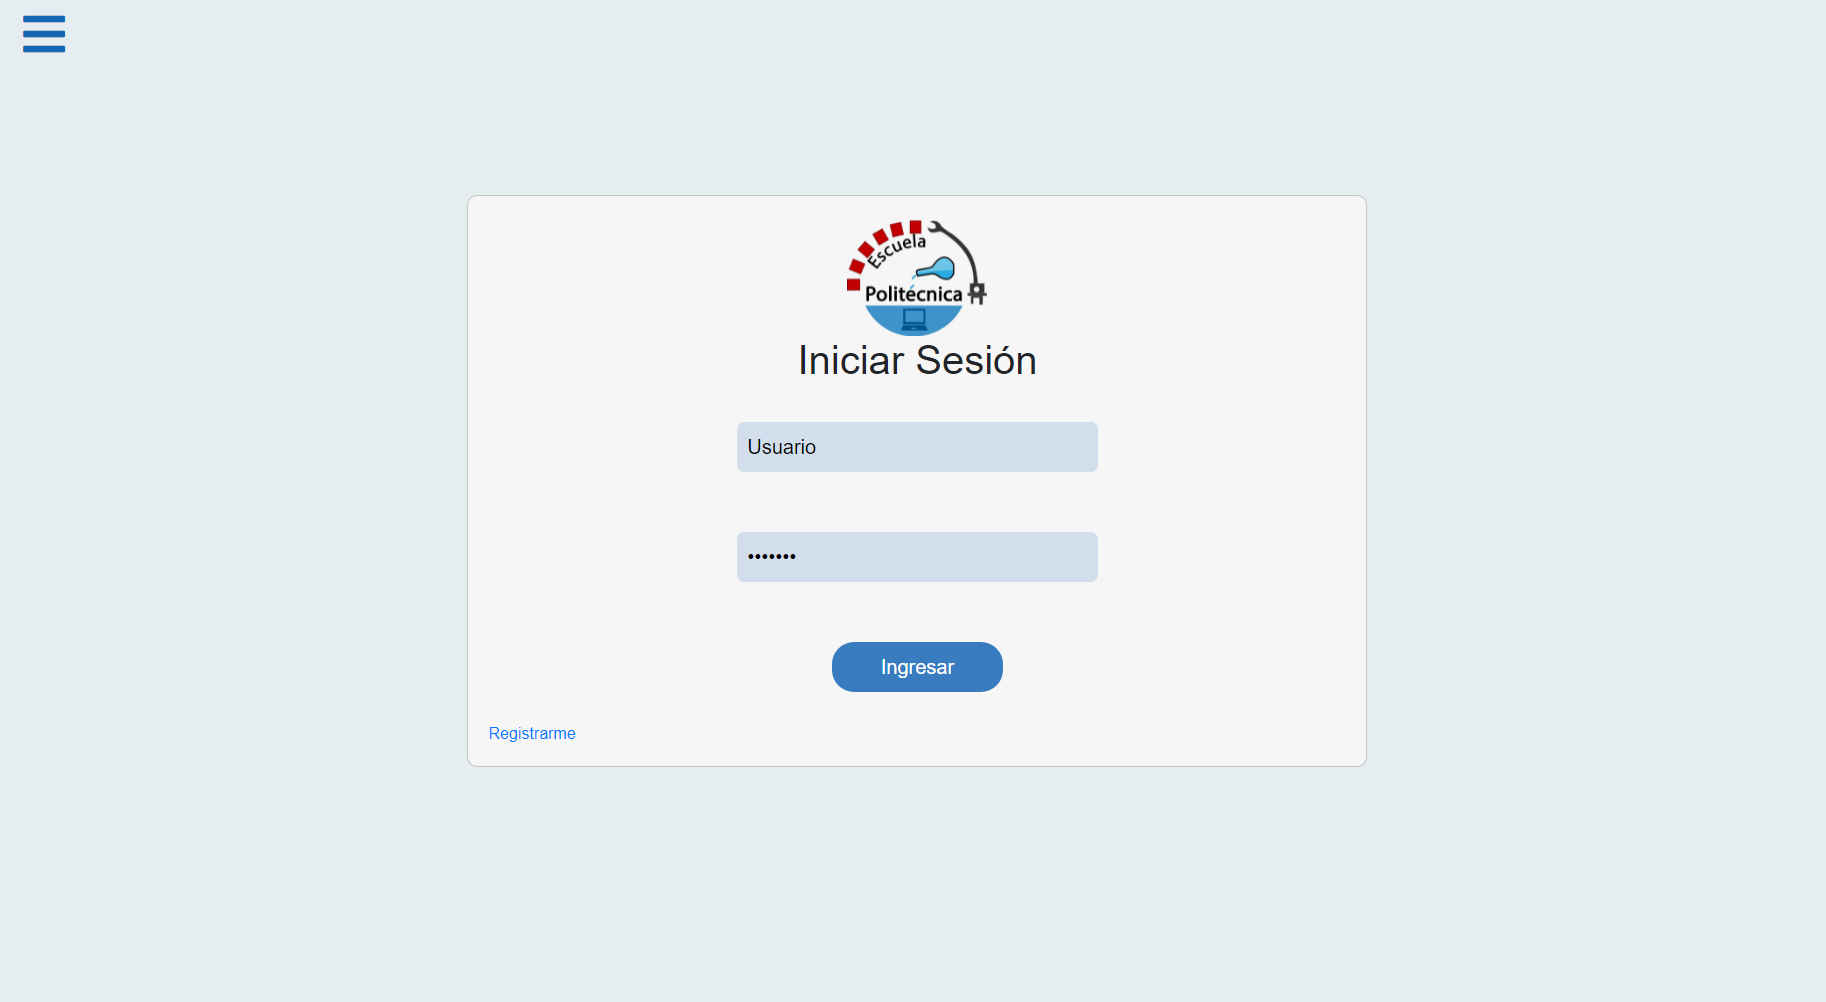 Escuela
Politécnica
Iniciar Sesión
Usuario
•••••••
Ingresar
Registrarme